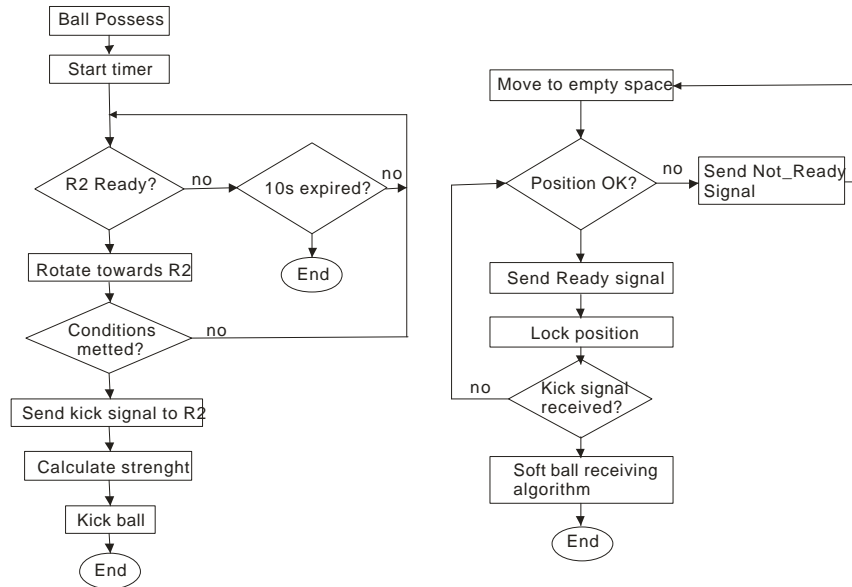 Ball Possess
Start timer
R2 Ready?
no
10s expired?
no
End
Rotate towards R2
Conditions
metted?
no
Send kick signal to R2
Calculate strenght
Kick ball
End
Move to empty space
Position OK?
no
Send Not_Ready
Signal
Send Ready signal
Lock position
no
Kick signal
received?
Soft ball receiving
algorithm
End